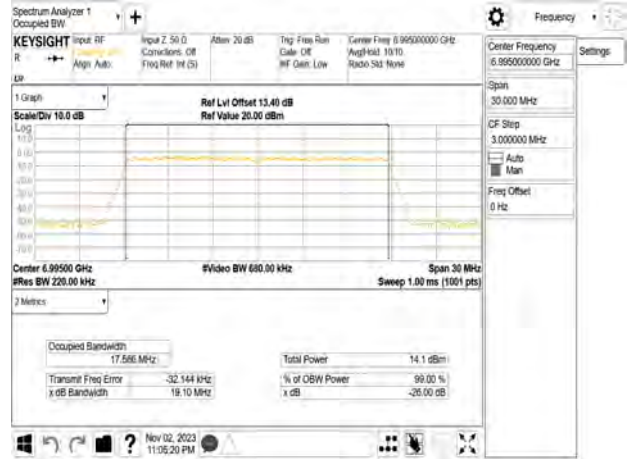 Spectrum Analyzer 1
Occupied BW
KEYSIGHT
Input: RF
Align: Auto
Input Z: 50 Ω
Corrections: Off
Freq Ref: Int (S)
Atten: 20 dB
Trig: Free Run
Gate: Off
#IF Gain: Low
Center Freq: 6.995000000 GHz
Avg|Hold: 10/10
Radio Std: None
R
1 Graph
Scale/Div 10.0 dB
Ref Lvl Offset 13.40 dB
Ref Value 20.00 dBm
Log
Center 6.99500 GHz
#Res BW 220.00 kHz
#Video BW 680.00 kHz
Span 30 MHz
Sweep 1.00 ms (1001 pts)
2 Metrics
Occupied Bandwidth
17.586 MHz
Transmit Freq Error
-32.144 kHz
x dB Bandwidth
19.10 MHz
Total Power
14.1 dBm
% of OBW Power
99.00 %
x dB
-26.00 dB
Nov 02, 2023
11:05:20 PM
Frequency
Center Frequency
6.995000000 GHz
Settings
Span
30.000 MHz
CF Step
3.000000 MHz
Auto
Man
Freq Offset
0 Hz